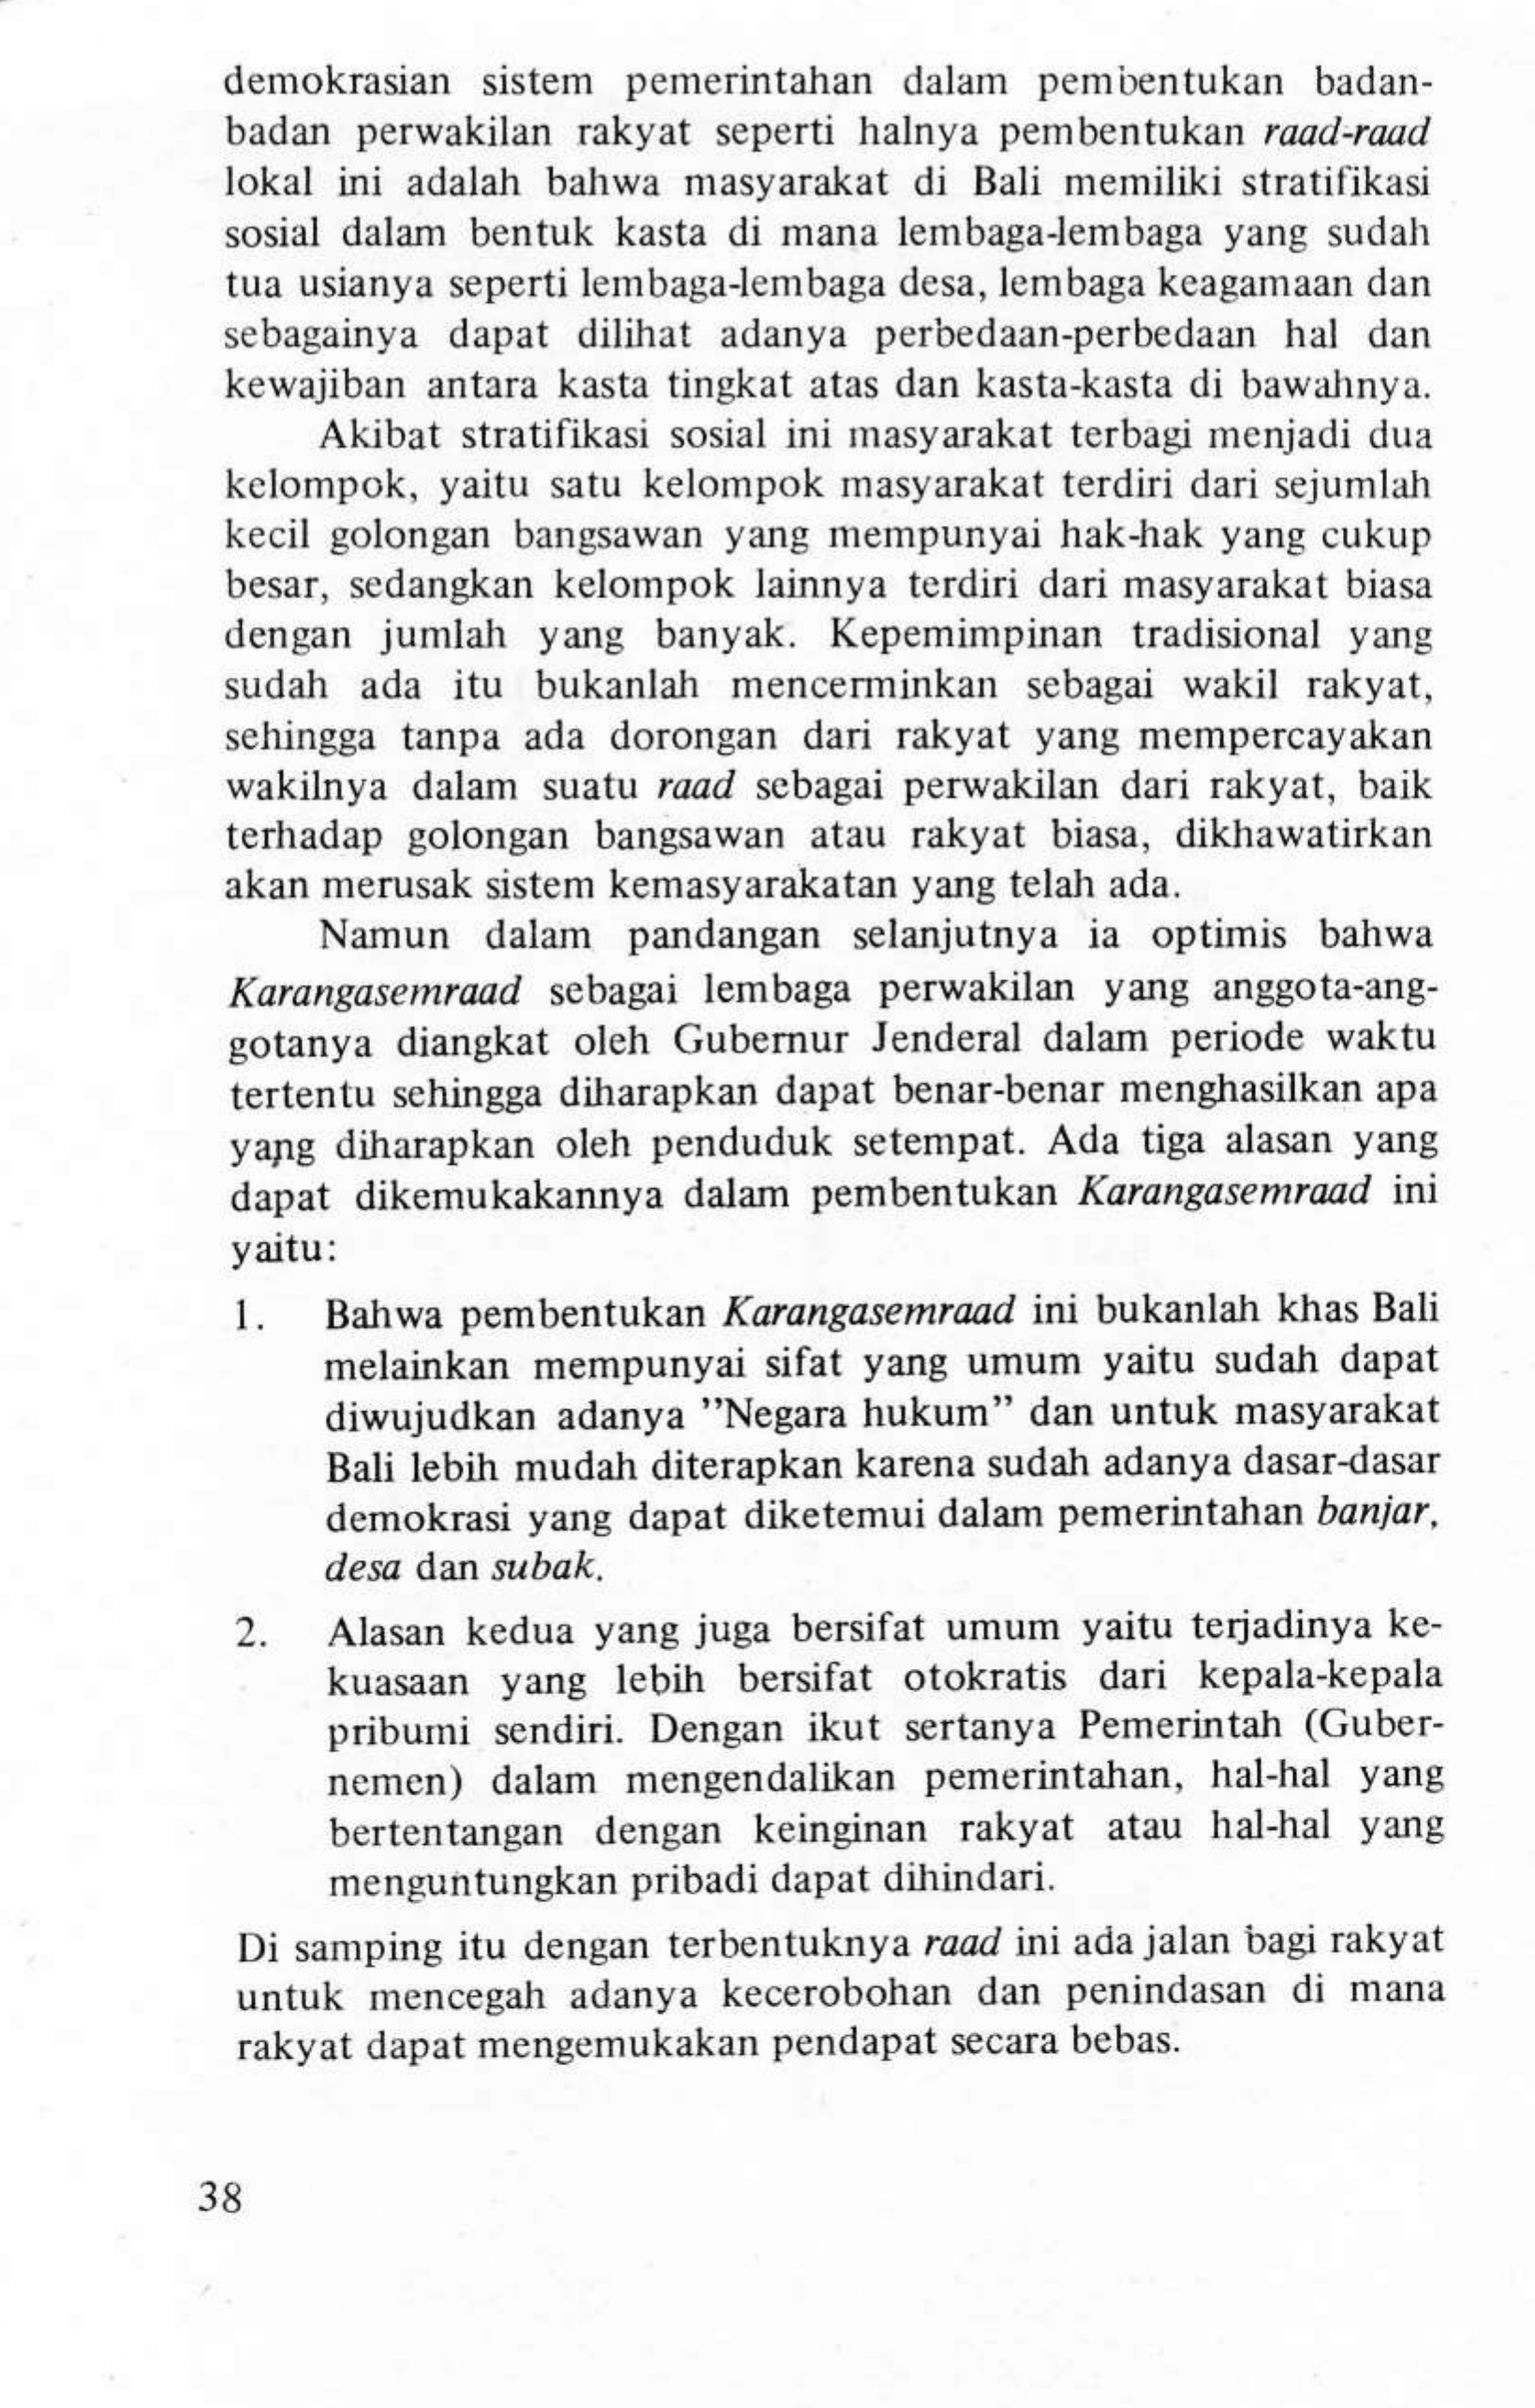 demokrasian sistem pemerintahan dalam pembentukan badan-
badan perwakilan rakyat seperti halnya pembentukan raad-raad
lokal ini adalah bahwa masyarakat di Bali memiliki stratifikasi
sosial dalam bentuk kasta di mana lembaga-lembaga yang sudah
tua usianya seperti lembaga-lembaga desa, lembaga keagamaan dan
sebagainya dapat dilihat adanya perbedaan-perbedaan hal dan
kewajiban antara kasta tingkat atas dan kasta-kasta di bawahnya.
Akibat stratifikasi sosial ini masyarakat terbagi menjadi dua
kelompok, yaitu satu kelompok masyarakat terdiri dari sejumlah
kecil golongan bangsawan yang mempunyai hak-hak yang cukup
besar, sedangkan kelompok lainnya terdiri dari masyarakat biasa
dengan jumlah yang banyak. Kepemimpinan tradisional yang
sudah ada itu bukanlah mencerminkan sebagai wakil rakyat,
sehingga tanpa ada dorongan dari rakyat yang mempercayakan
wakilnya dalam suatu raad sebagai perwakilan dari rakyat, baik
terhadap golongan bangsawan atau rakyat biasa, dikhawatirkan
akan merusak sistem kemasyarakatan yang telah ada.
Namun dalam pandangan selanjutnya ia optimis bahwa
Karangasemraad sebagai lembaga perwakilan yang anggota-ang-
gotanya diangkat oleh Gubernur Jenderal dalam periode waktu
tertentu sehingga diharapkan dapat benar-benar menghasilkan apa
yang diharapkan oleh penduduk setempat. Ada tiga alasan yang
dapat dikemukakannya dalam pembentukan Karangasemraad ini
yaitu:
1. Bahwa pembentukan Karangasemraad ini bukanlah khas Bali
melainkan mempunyai sifat yang umum yaitu sudah dapat
diwujudkan adanya ”Negara hukum” dan untuk masyarakat
Bali lebih mudah diterapkan karena sudah adanya dasar-dasar
demokrasi yang dapat diketemui dalam pemerintahan banjar,
desa dan subak.
2. Alasan kedua yang juga bersifat umum yaitu terjadinya ke-
kuasaan yang lebih bersifat otokratis dari kepala-kepala
pribumi sendiri. Dengan ikut sertanya Pemerintah (Guber-
nemen) dalam mengendalikan pemerintahan, hal-hal yang
bertentangan dengan keinginan rakyat atau hal-hal yang
menguntungkan pribadi dapat dihindari.
Di samping itu dengan terbentuknya raad ini ada jalan bagi rakyat
untuk mencegah adanya kecerobohan dan penindasan di mana
rakyat dapat mengemukakan pendapat secara bebas.
38